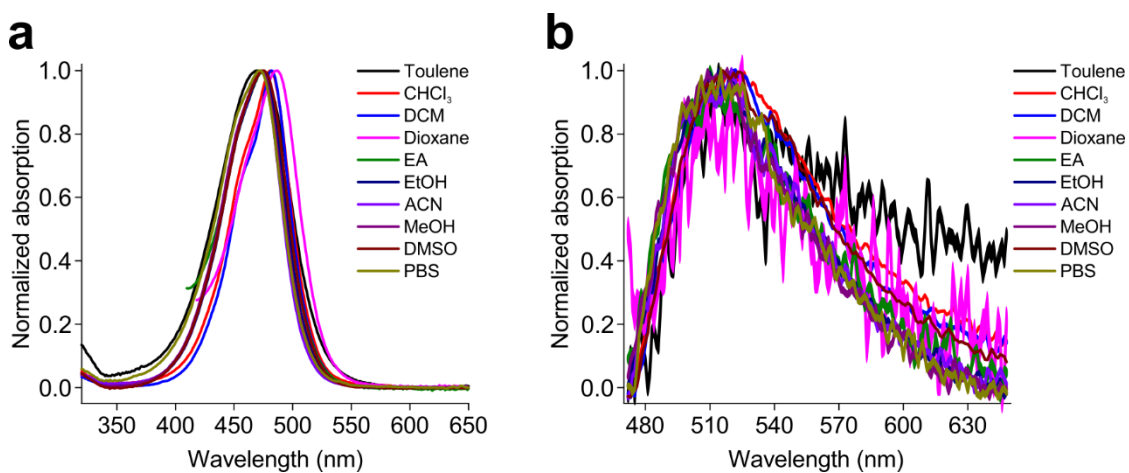 a
Normalized absorption
1.0
0.8
0.6
0.4
0.2
0.0
350 400 450 500 550 600 650
Wavelength (nm)
Toulene
CHCl₃
DCM
Dioxane
EA
EtOH
ACN
MeOH
DMSO
PBS
b
Normalized absorption
1.0
0.8
0.6
0.4
0.2
0.0
480 510 540 570 600 630
Wavelength (nm)
Toulene
CHCl₃
DCM
Dioxane
EA
EtOH
ACN
MeOH
DMSO
PBS